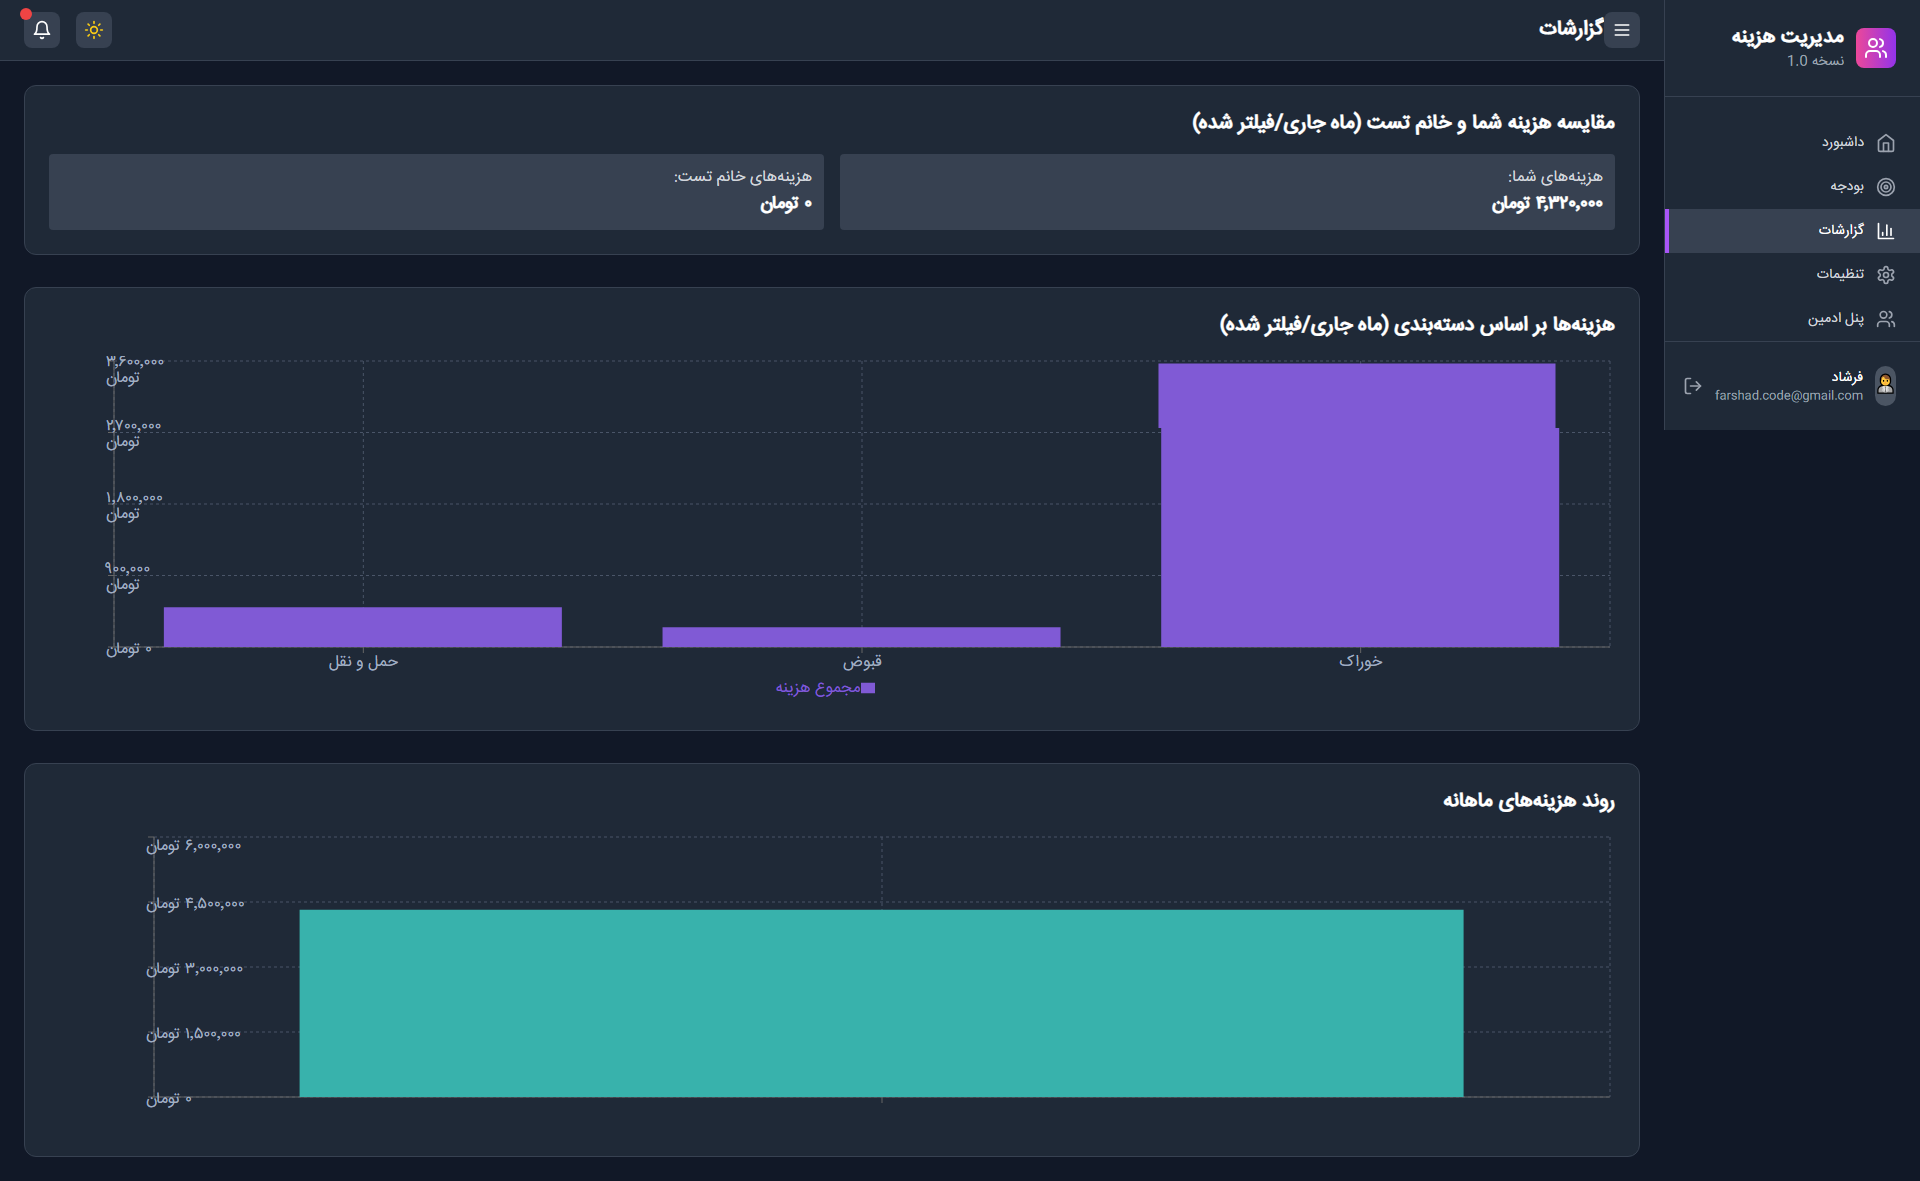 مدیریت هزینه
نسخه 1.0
داشبورد
بودجه
گزارشات
تنظیمات
پنل ادمین
فرشاد
farshad.code@gmail.com
گزارشات
مقایسه هزینه شما و خانم تست (ماه جاری/فیلتر شده)
هزینه‌های شما:
۴,۳۲۰,۰۰۰ تومان
هزینه‌های خانم تست:
۰ تومان
هزینه‌ها بر اساس دسته‌بندی (ماه جاری/فیلتر شده)
۳,۶۰۰,۰۰۰
تومان
۲,۷۰۰,۰۰۰
تومان
۱,۸۰۰,۰۰۰
تومان
۹۰۰,۰۰۰
تومان
۰ تومان
خوراک
قبوض
حمل و نقل
مجموع هزینه
روند هزینه‌های ماهانه
۶,۰۰۰,۰۰۰ تومان
۴,۵۰۰,۰۰۰ تومان
۳,۰۰۰,۰۰۰ تومان
۱,۵۰۰,۰۰۰ تومان
۰ تومان